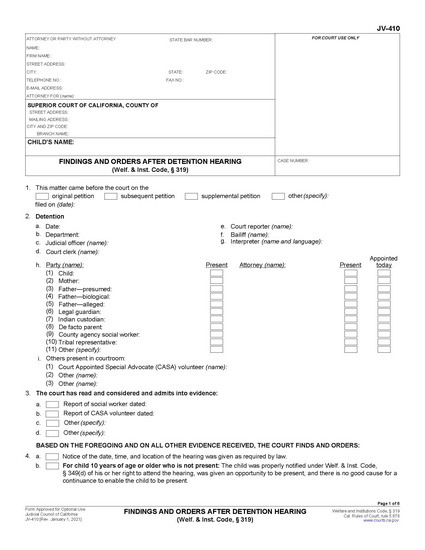 JV-410
ATTORNEY OR PARTY WITHOUT ATTORNEY STATE BAR NUMBER: FOR COURT USE ONLY
NAME:
FIRM NAME:
STREET ADDRESS:
CITY: STATE: ZIP CODE:
TELEPHONE NO.: FAX NO.:
E-MAIL ADDRESS:
ATTORNEY FOR (name):
SUPERIOR COURT OF CALIFORNIA, COUNTY OF
STREET ADDRESS:
MAILING ADDRESS:
CITY AND ZIP CODE:
BRANCH NAME:
CHILD'S NAME:
FINDINGS AND ORDERS AFTER DETENTION HEARING CASE NUMBER:
(Welf. & Inst. Code, § 319)
1. This matter came before the court on the
original petition subsequent petition supplemental petition other (specify):
filed on (date):
2. Detention
a. Date: e. Court reporter (name):
b. Department: f. Bailiff (name):
c. Judicial officer (name): g. Interpreter (name and language):
d. Court clerk (name):
h. Party (name): Present Attorney (name): Present Appointed today
(1) Child:
(2) Mother:
(3) Father—presumed:
(4) Father—biological:
(5) Father—alleged:
(6) Legal guardian:
(7) Indian custodian:
(8) De facto parent:
(9) County agency social worker:
(10) Tribal representative:
(11) Other (specify):
i. Others present in courtroom:
(1) Court Appointed Special Advocate (CASA) volunteer (name):
(2) Other (name):
(3) Other (name):
3. The court has read and considered and admits into evidence:
a. Report of social worker dated:
b. Report of CASA volunteer dated:
c. Other (specify):
d. Other (specify):
BASED ON THE FOREGOING AND ON ALL OTHER EVIDENCE RECEIVED, THE COURT FINDS AND ORDERS:
4. a. Notice of the date, time, and location of the hearing was given as required by law.
b. For child 10 years of age or older who is not present: The child was properly notified under Welf. & Inst. Code,
§ 349(d) of his or her right to attend the hearing, was given an opportunity to be present, and there is no good cause for a
continuance to enable the child to be present.
Page 1 of 6
Form Approved for Optional Use
Judicial Council of California
JV-410 [Rev. January 1, 2021]
FINDINGS AND ORDERS AFTER DETENTION HEARING
(Welf. & Inst. Code, § 319)
Welfare and Institutions Code, § 319
Cal. Rules of Court, rule 5.678
www.courts.ca.gov